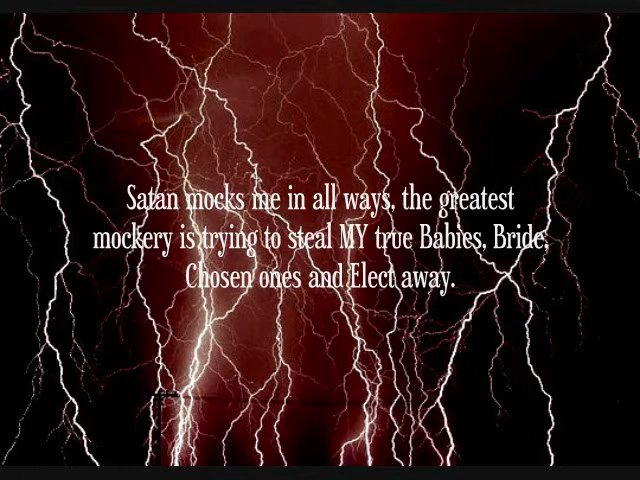 Satan mocks me in all ways, the greatest
mockery is trying to steal MY true Babies, Bride,
Chosen ones and Elect away.